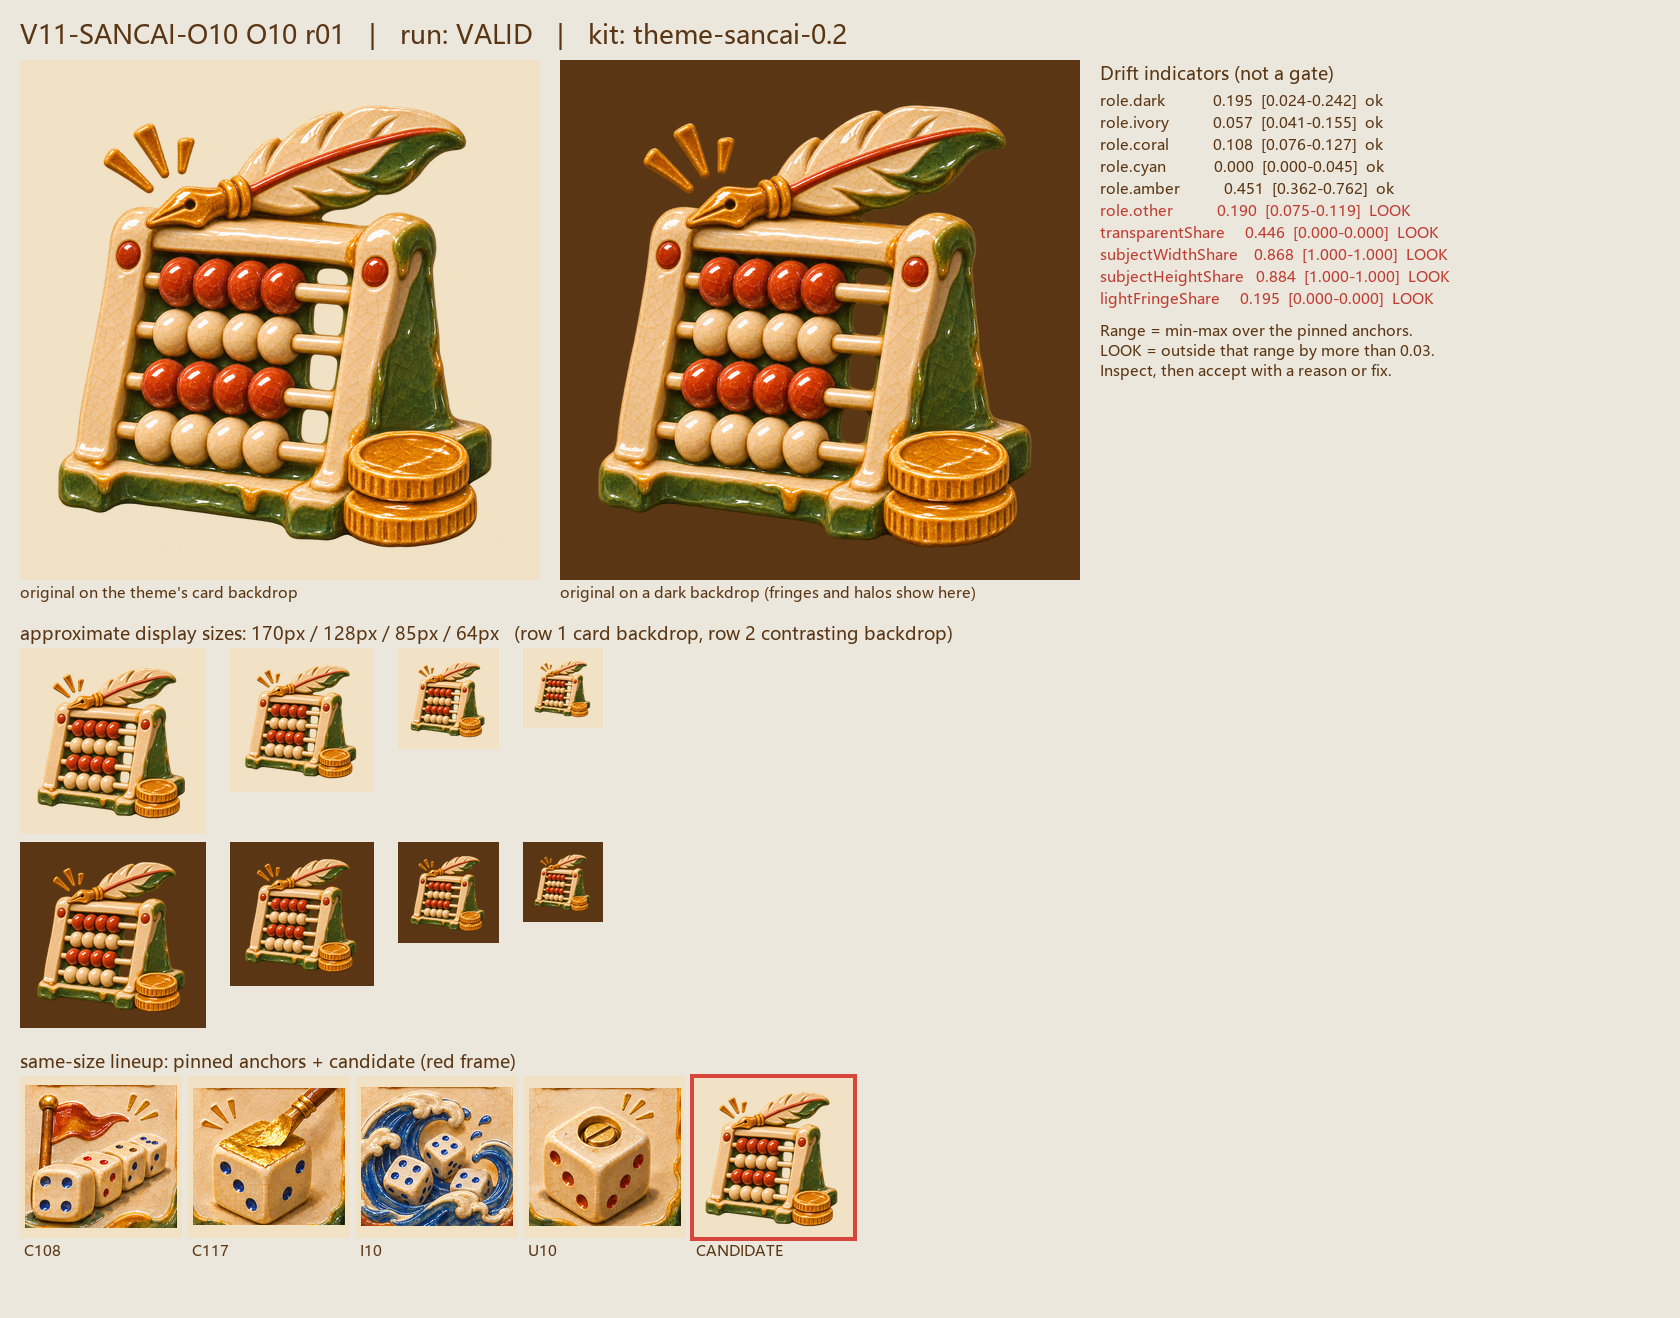 V11-SANCAI-O10 O10 r01 | run: VALID | kit: theme-sancai-0.2
Drift indicators (not a gate)
role.dark 0.195 [0.024-0.242] ok
role.ivory 0.057 [0.041-0.155] ok
role.coral 0.108 [0.076-0.127] ok
role.cyan 0.000 [0.000-0.045] ok
role.amber 0.451 [0.362-0.762] ok
role.other 0.190 [0.075-0.119] LOOK
transparentShare 0.446 [0.000-0.000] LOOK
subjectWidthShare 0.868 [1.000-1.000] LOOK
subjectHeightShare 0.884 [1.000-1.000] LOOK
lightFringeShare 0.195 [0.000-0.000] LOOK
Range = min-max over the pinned anchors.
LOOK = outside that range by more than 0.03.
Inspect, then accept with a reason or fix.
original on the theme's card backdrop
original on a dark backdrop (fringes and halos show here)
approximate display sizes: 170px / 128px / 85px / 64px (row 1 card backdrop, row 2 contrasting backdrop)
same-size lineup: pinned anchors + candidate (red frame)
C108
C117
I10
U10
CANDIDATE